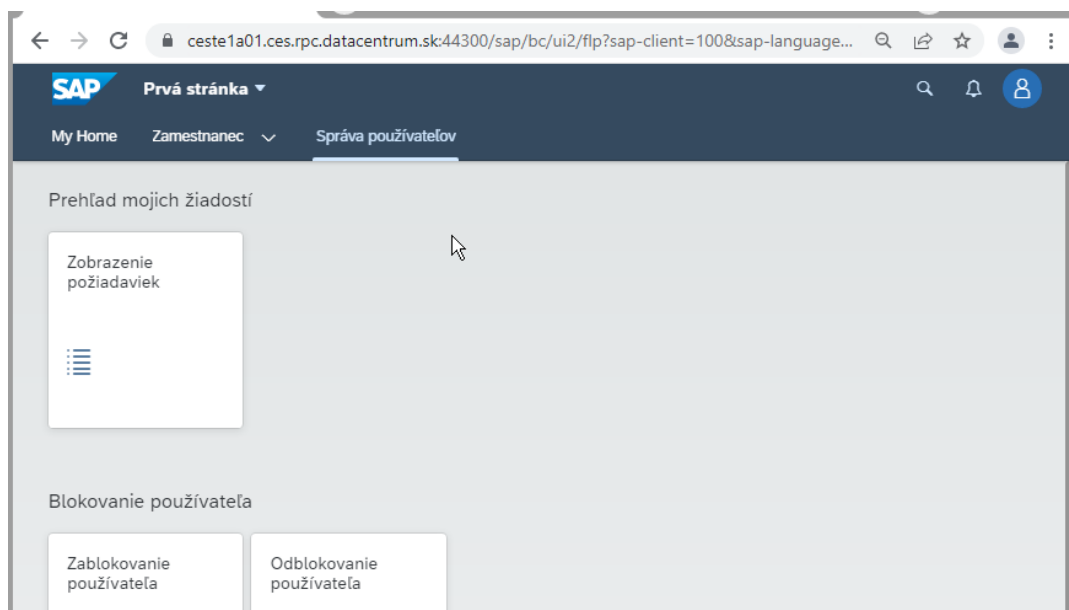 ceste1a01.ces.rpc.datacentrum.sk:44300/sap/bc/ui2/flp?sap-client=100&sap-language...
SAP Prvá stránka
My Home Zamestnanec Správa používateľov
Prehľad mojich žiadostí
Zobrazenie
požiadaviek
Blokovanie používateľa
Zablokovanie
používateľa
Odblokovanie
používateľa